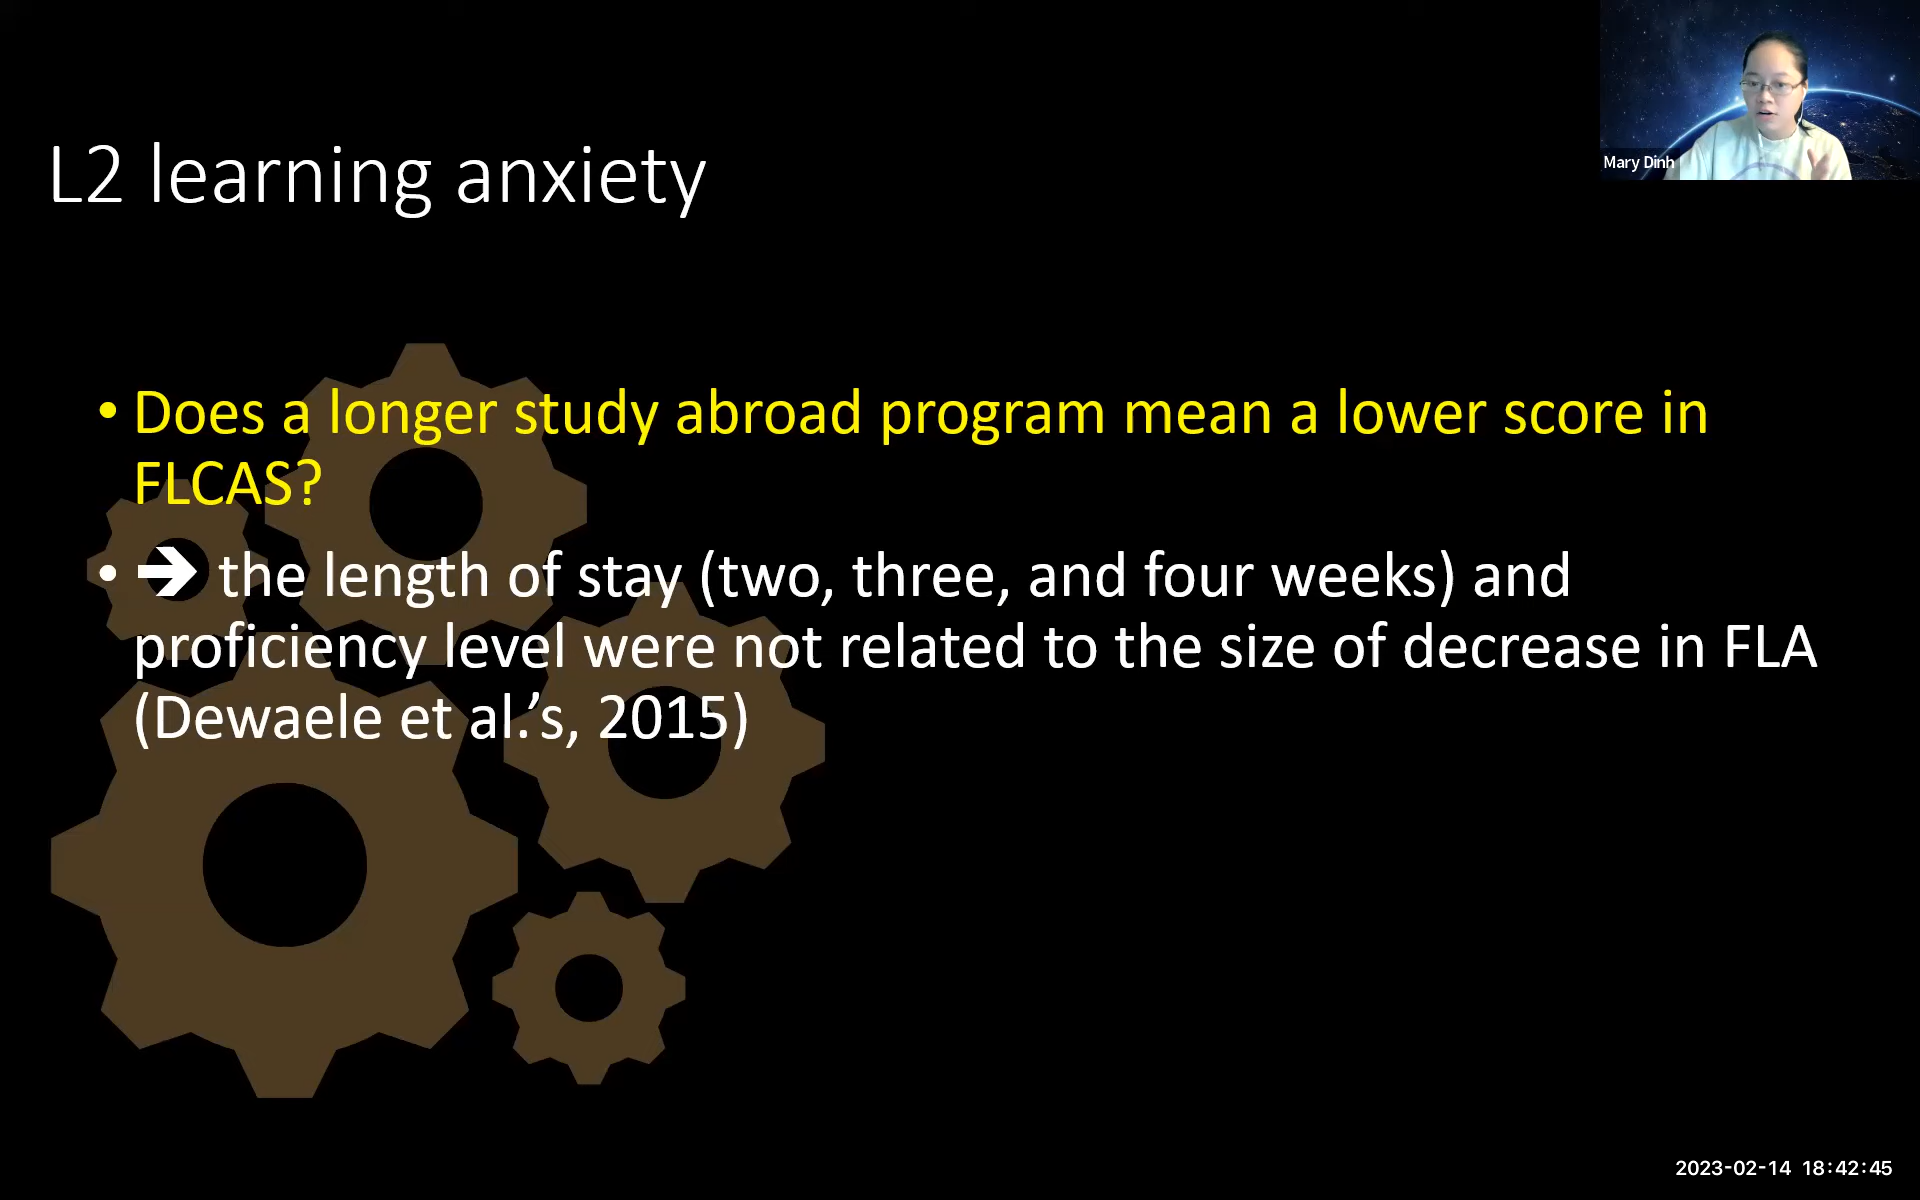 Mary Dinh
L2 learning anxiety
• Does a longer study abroad program mean a lower score in
FLCAS?
• ➔ the length of stay (two, three, and four weeks) and
proficiency level were not related to the size of decrease in FLA
(Dewaele et al.’s, 2015)
2023-02-14 18:42:45